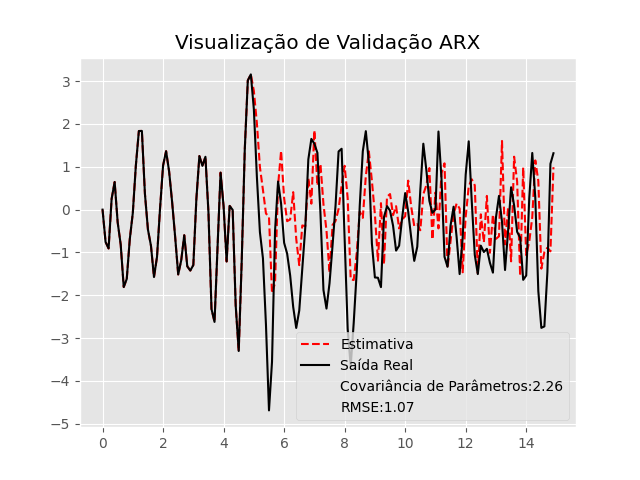 Visualização de Validação ARX
3
2
1
0
−1
−2
−3
−4
−5
0 2 4 6 8 10 12 14
Estimativa
Saída Real
Covariância de Parâmetros:2.26
RMSE:1.07